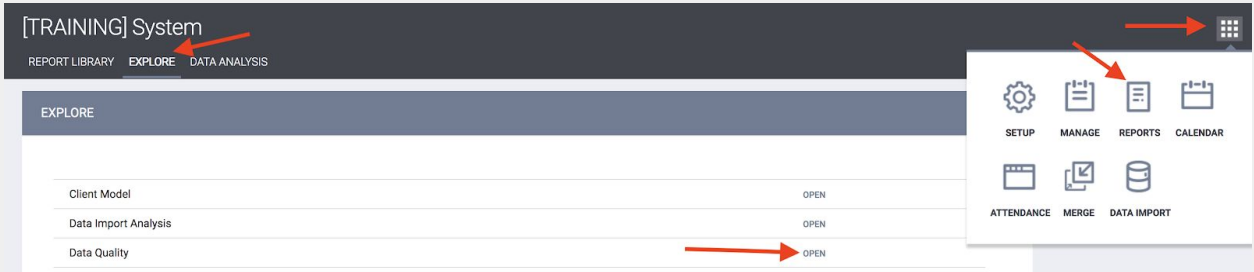 [TRAINING] System
REPORT LIBRARY EXPLORE DATA ANALYSIS
EXPLORE
Client Model OPEN
Data Import Analysis OPEN
Data Quality OPEN
SETUP MANAGE REPORTS CALENDAR
ATTENDANCE MERGE DATA IMPORT